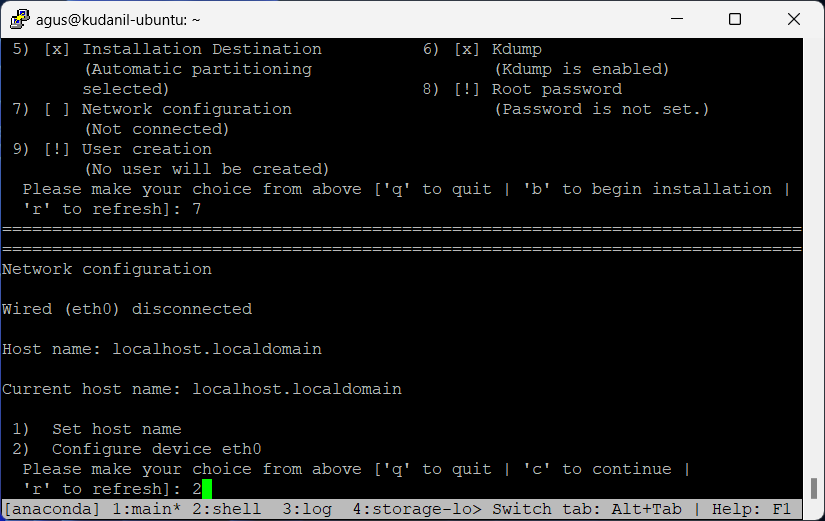 agus@kudanil-ubuntu: ~
5) [x] Installation Destination 6) [x] Kdump
(Automatic partitioning (Kdump is enabled)
selected) 8) [!] Root password
7) [ ] Network configuration (Password is not set.)
(Not connected)
9) [!] User creation
(No user will be created)
Please make your choice from above ['q' to quit | 'b' to begin installation |
'r' to refresh]: 7
================================================================================
================================================================================
Network configuration
Wired (eth0) disconnected
Host name: localhost.localdomain
Current host name: localhost.localdomain
1) Set host name
2) Configure device eth0
Please make your choice from above ['q' to quit | 'c' to continue |
'r' to refresh]: 2
[anaconda] 1:main* 2:shell 3:log 4:storage-lo> Switch tab: Alt+Tab | Help: F1